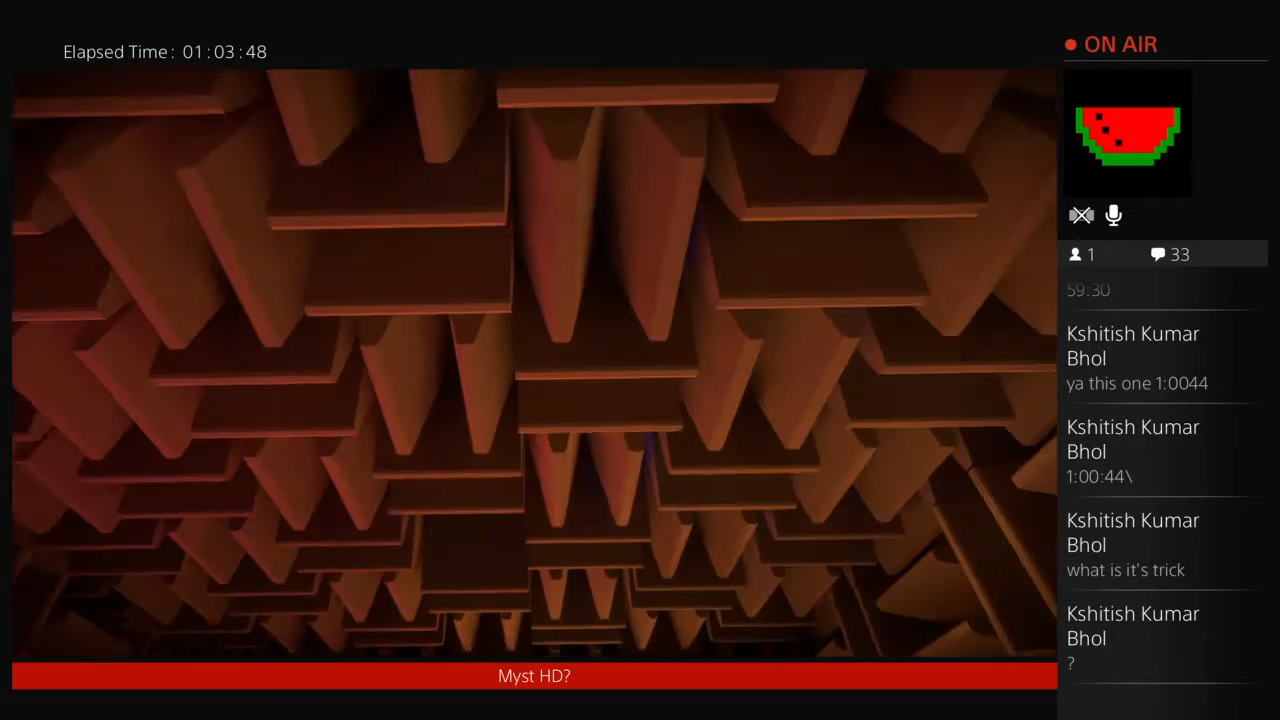 Elapsed Time: 01:03:48
ON AIR
1 33
59:30
Kshitish Kumar
Bhol
ya this one 1:0044
Kshitish Kumar
Bhol
1:00:44\
Kshitish Kumar
Bhol
what is it's trick
Kshitish Kumar
Bhol
?
Myst HD?